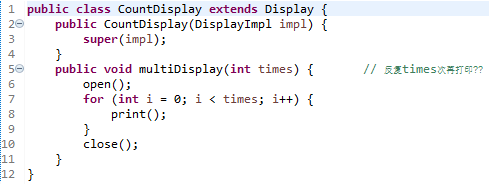 1 public class CountDisplay extends Display {
2 public CountDisplay(DisplayImpl impl) {
3 super(impl);
4 }
5 public void multiDisplay(int times) { // 反复times次再打印??
6 open();
7 for (int i = 0; i < times; i++) {
8 print();
9 }
10 close();
11 }
12 }